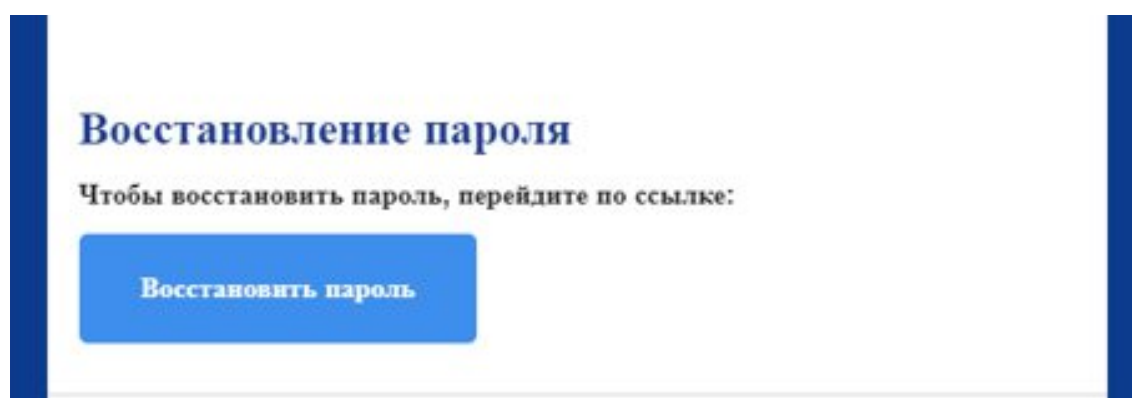 Восстановление пароля
Чтобы восстановить пароль, перейдите по ссылке:
Восстановить пароль